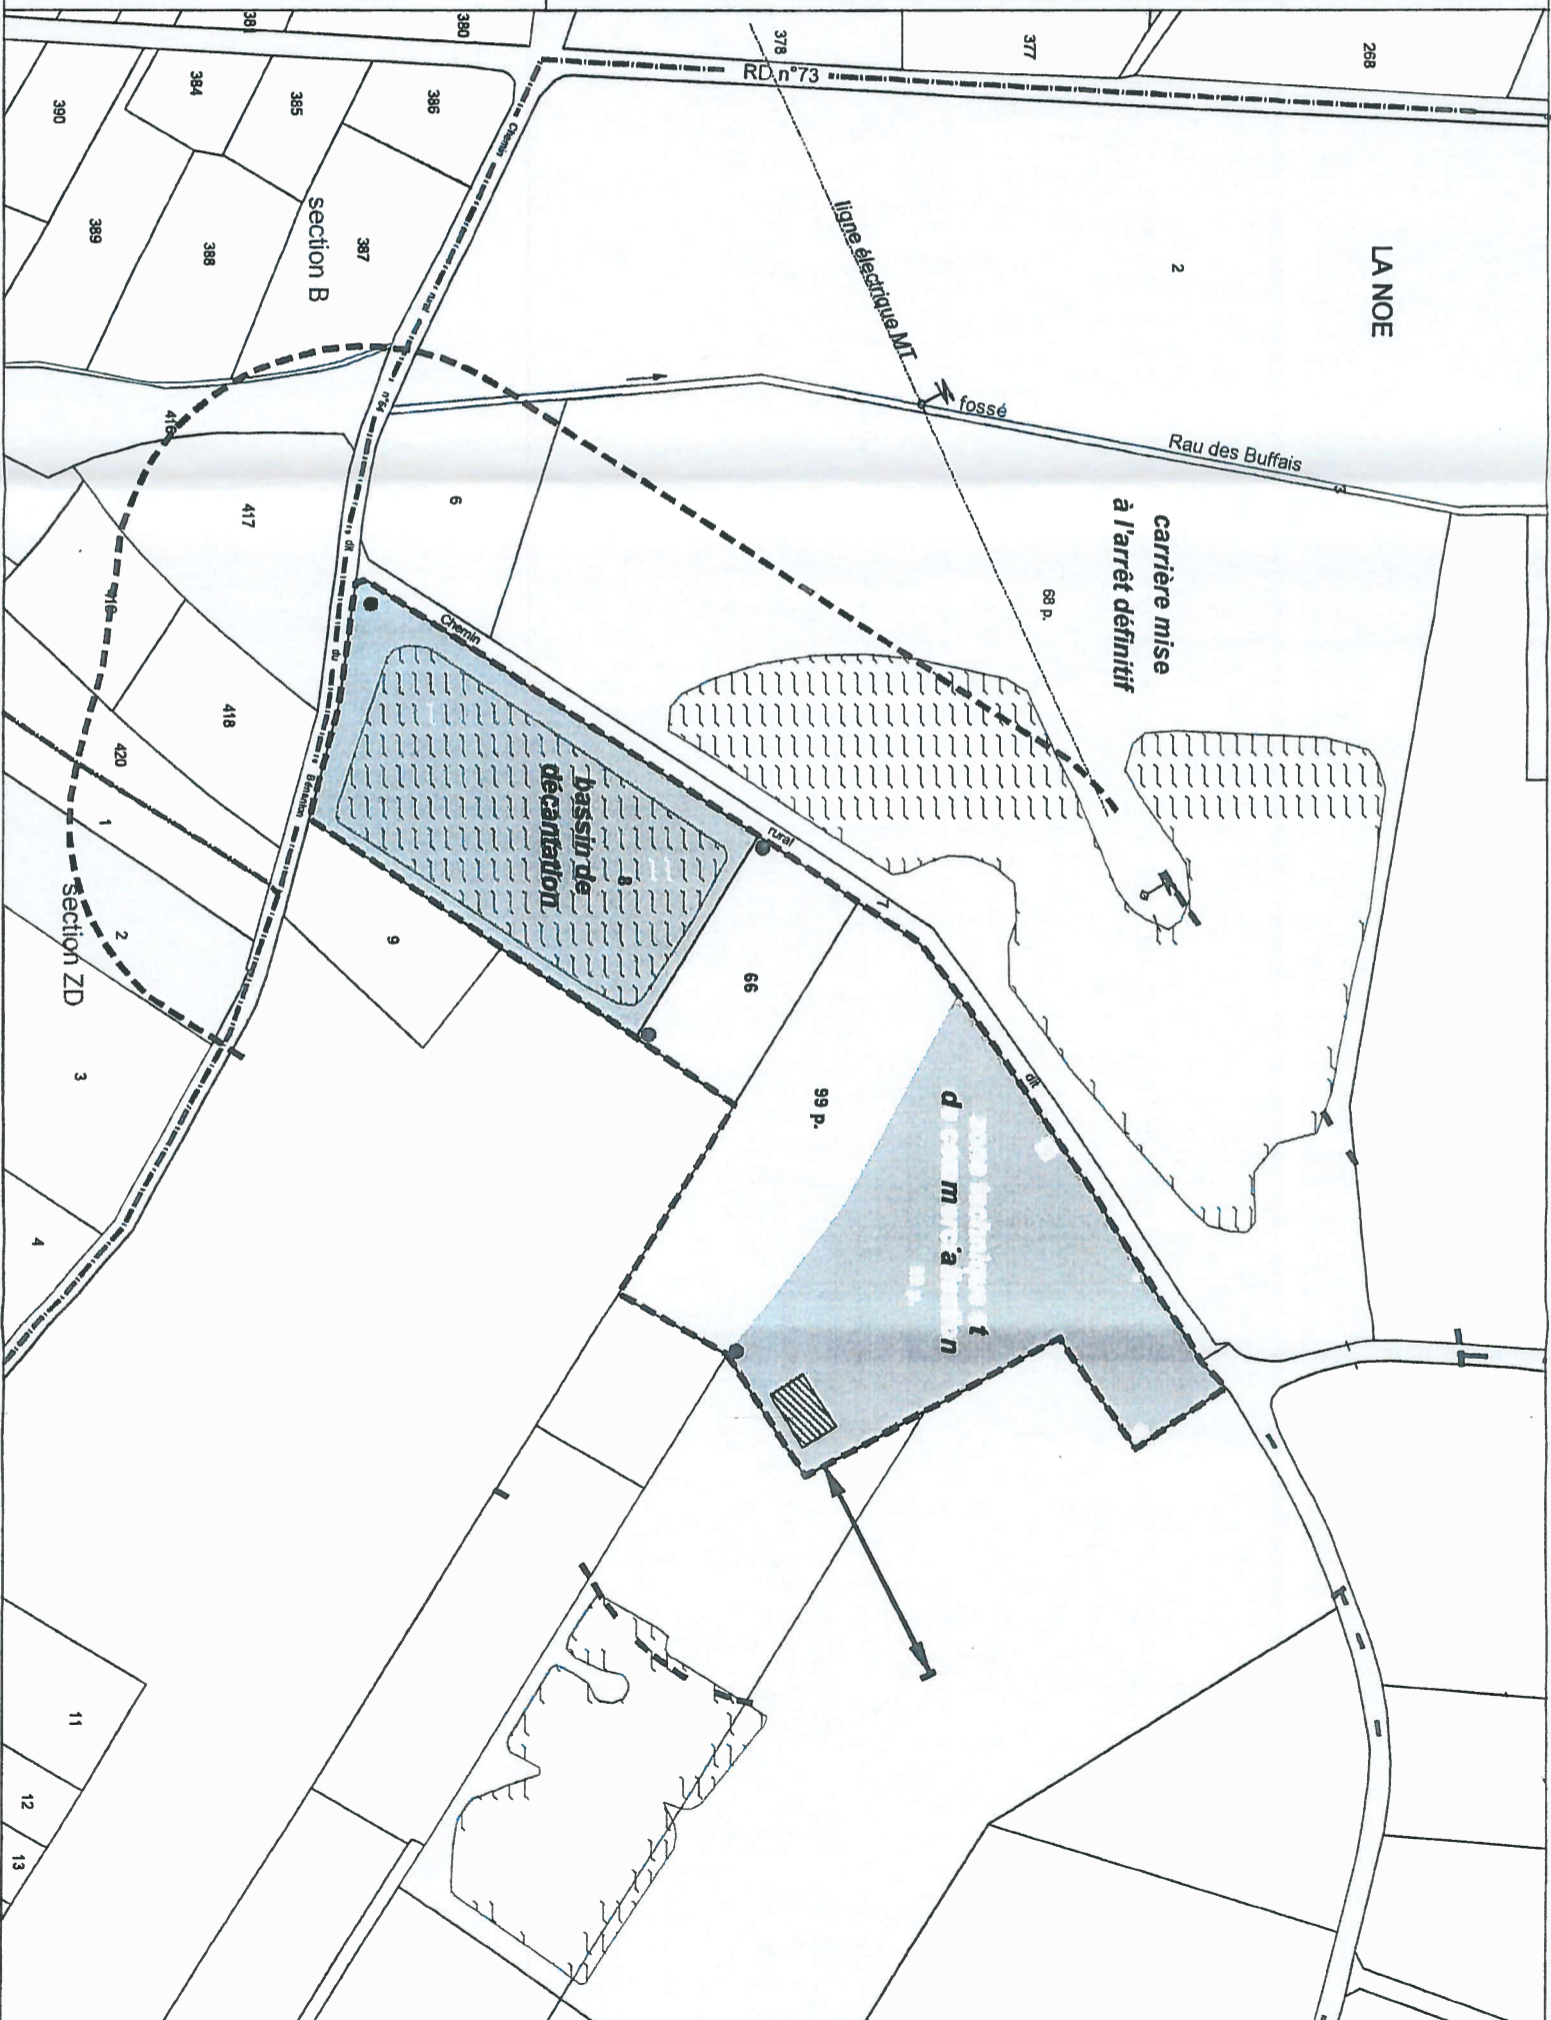 381
380
378
377
268
RD n°73
384
385
386
390
Chemin
rural
n°64
dit
du
389
388
387
section B
LA NOE
2
ligne électrique MT
fossé
Rau des Buffais
3
416
417
6
carrière mise
à l'arrêt définitif
68 p.
Chemin
rural
7
dit
418
420
1
2
section ZD
3
4
bassin de
décantation
8
9
66
99 p.
11
12
13